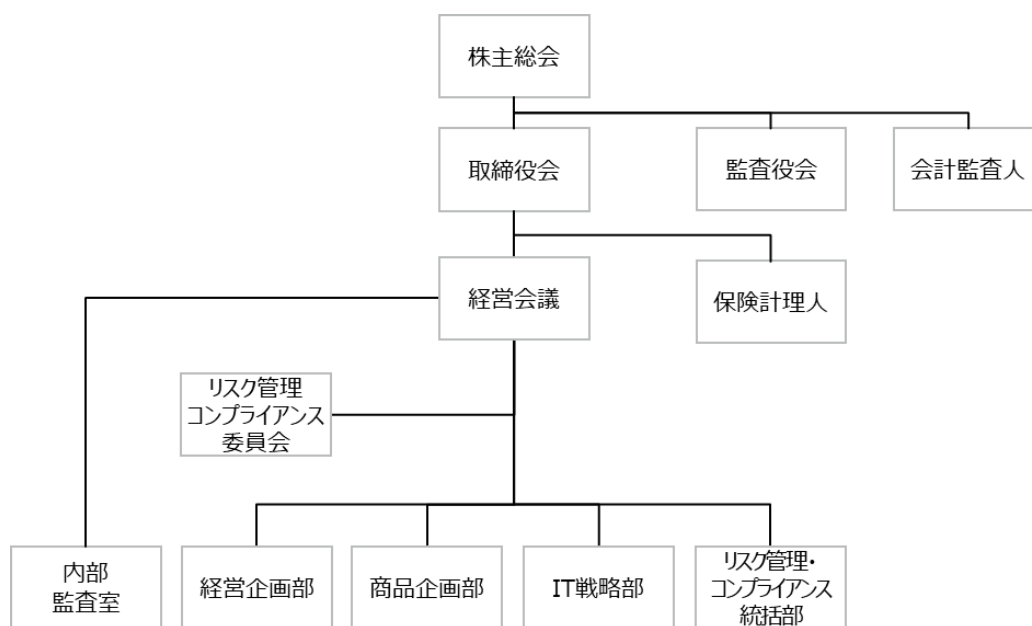 株主総会
取締役会
監査役会
会計監査人
経営会議
保険計理人
リスク管理
コンプライアンス
委員会
内部
監査室
経営企画部
商品企画部
IT戦略部
リスク管理・
コンプライアンス
統括部